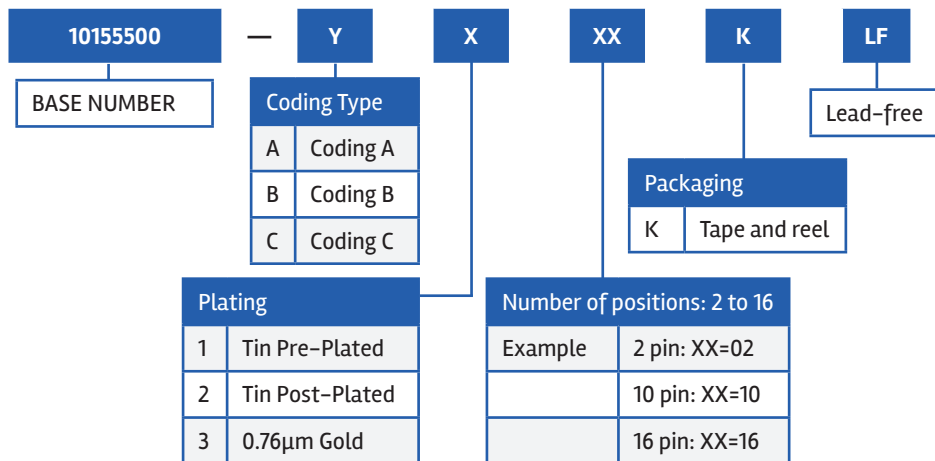 10155500 — Y X XX K LF
BASE NUMBER
Coding Type
A Coding A
B Coding B
C Coding C
Lead-free
Packaging
K Tape and reel
Plating
1 Tin Pre-Plated
2 Tin Post-Plated
3 0.76μm Gold
Number of positions: 2 to 16
Example 2 pin: XX=02
10 pin: XX=10
16 pin: XX=16